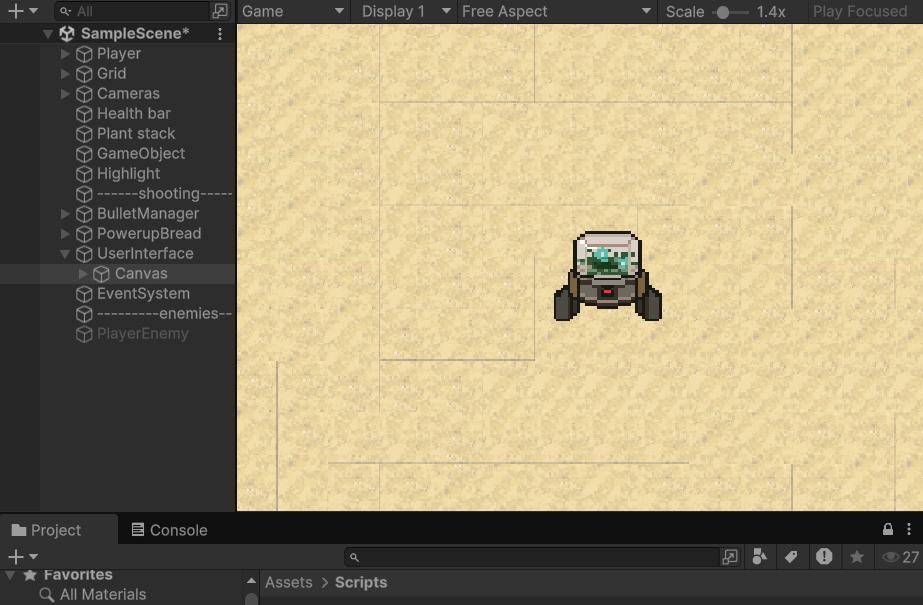 All
Game Display 1 Free Aspect Scale 1.4x Play Focused
SampleScene*
Player
Grid
Cameras
Health bar
Plant stack
GameObject
Highlight
------shooting-----
BulletManager
PowerupBread
UserInterface
Canvas
EventSystem
---------enemies--
PlayerEnemy
Project Console
27
Favorites
All Materials
Assets > Scripts